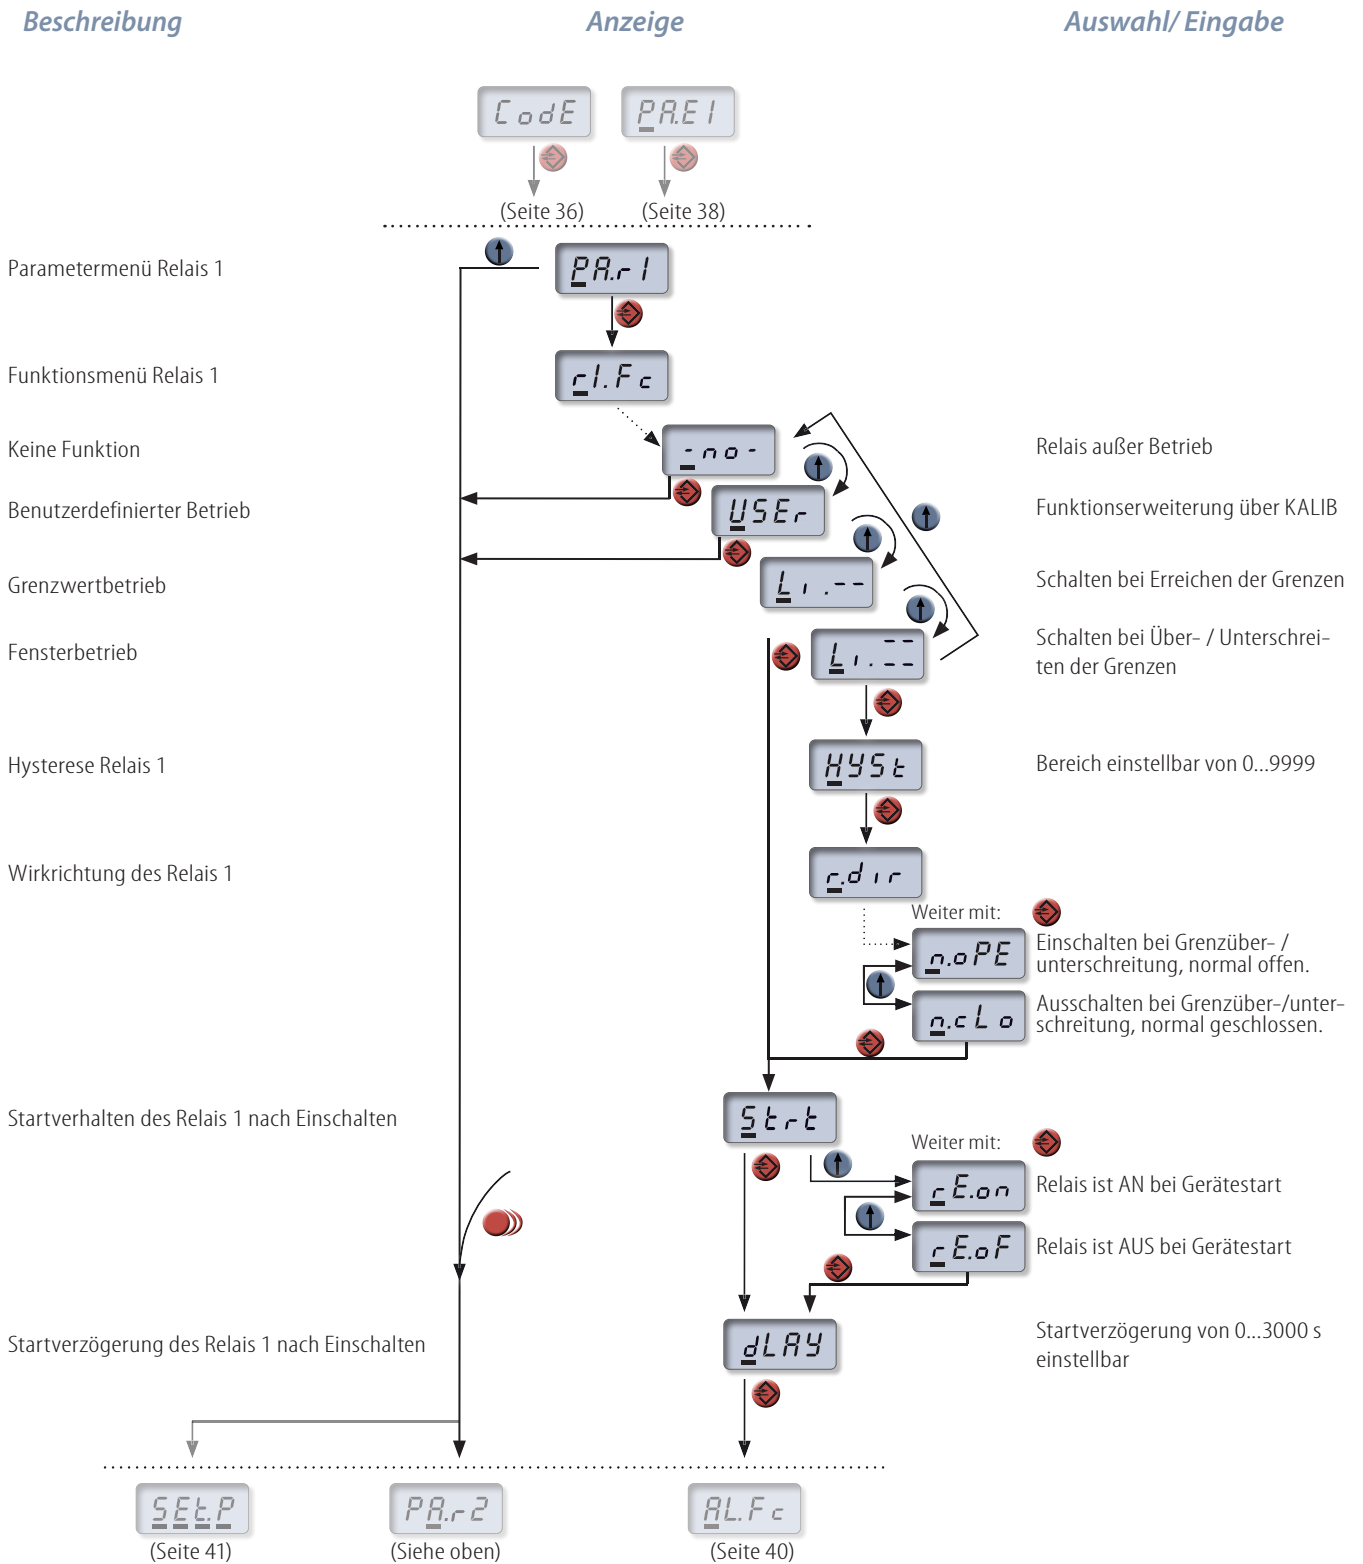 Beschreibung Anzeige Auswahl/ Eingabe
CodE PA.E1
(Seite 36) (Seite 38)
Parametermenü Relais 1 PA.r1
Funktionsmenü Relais 1 r1.Fc
Keine Funktion -no- Relais außer Betrieb
Benutzerdefinierter Betrieb USEr Funktionserweiterung über KALIB
Grenzwertbetrieb Li.-- Schalten bei Erreichen der Grenzen
Fensterbetrieb Li.== Schalten bei Über- / Unterschrei-
ten der Grenzen
Hysterese Relais 1 HYSt Bereich einstellbar von 0...9999
Wirkrichtung des Relais 1 r.dir
Weiter mit:
n.oPE Einschalten bei Grenzüber- /
unterschreitung, normal offen.
n.cLo Ausschalten bei Grenzüber-/unter-
schreitung, normal geschlossen.
Startverhalten des Relais 1 nach Einschalten Strt
Weiter mit:
rE.on Relais ist AN bei Gerätestart
rE.oF Relais ist AUS bei Gerätestart
Startverzögerung des Relais 1 nach Einschalten dLAY Startverzögerung von 0...3000 s
einstellbar
SEt.P PA.r2 AL.Fc
(Seite 41) (Siehe oben) (Seite 40)